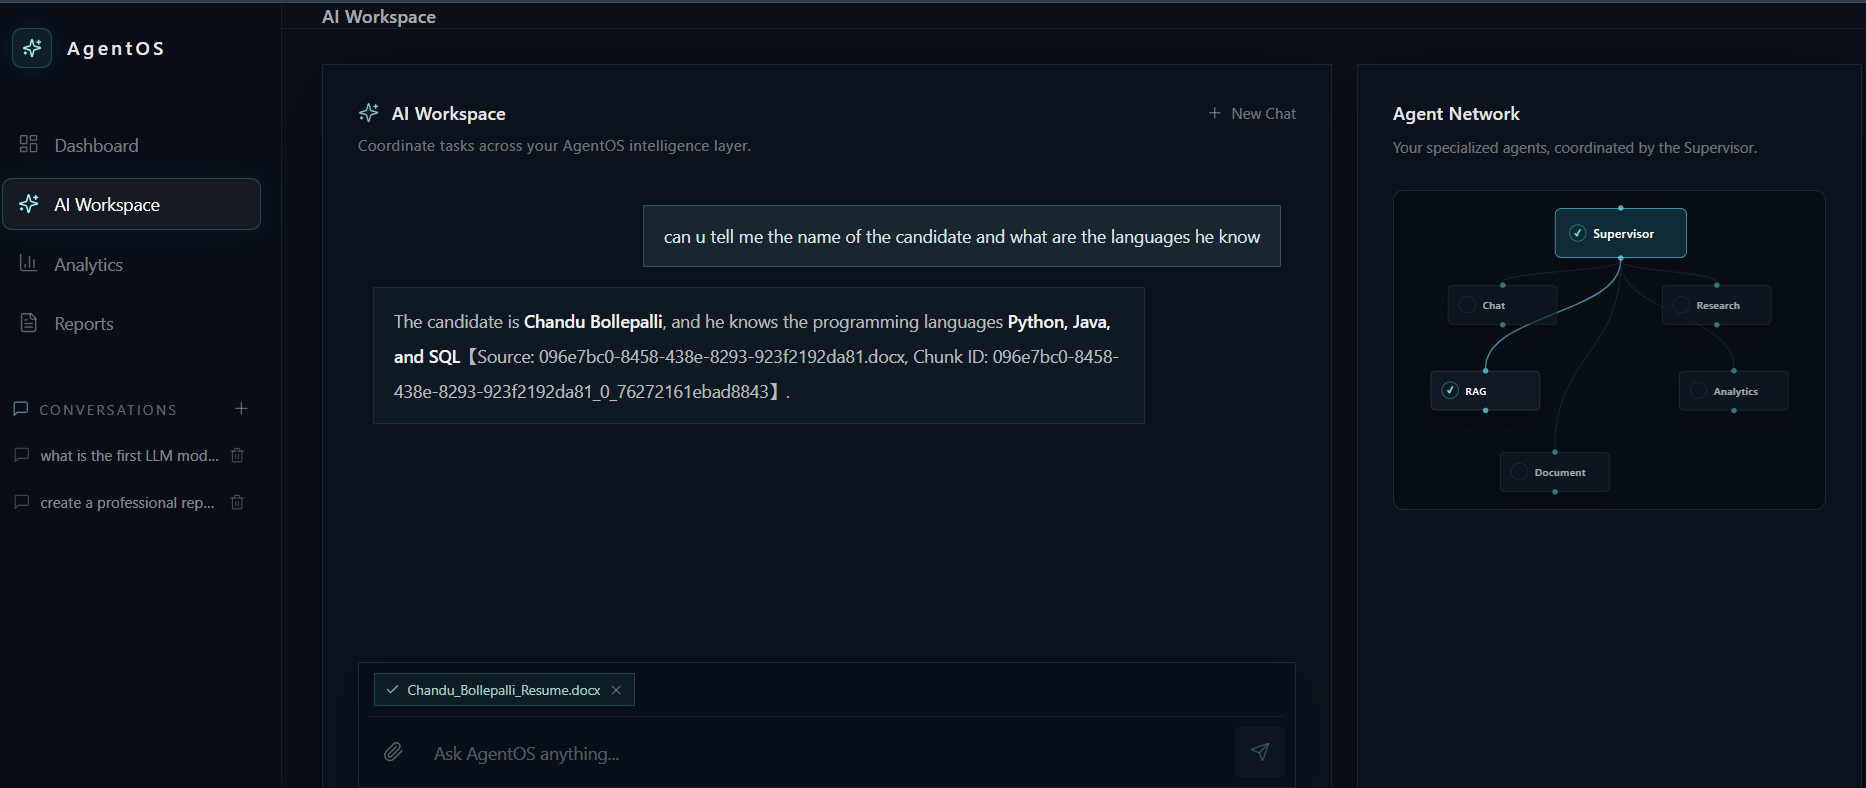 AgentOS
Dashboard
AI Workspace
Analytics
Reports
CONVERSATIONS
what is the first LLM mod...
create a professional rep...
AI Workspace
AI Workspace
New Chat
Coordinate tasks across your AgentOS intelligence layer.
can u tell me the name of the candidate and what are the languages he know
The candidate is Chandu Bollepalli, and he knows the programming languages Python, Java,
and SQL【Source: 096e7bc0-8458-438e-8293-923f2192da81.docx, Chunk ID: 096e7bc0-8458-
438e-8293-923f2192da81_0_76272161ebad8843】.
Chandu_Bollepalli_Resume.docx
Ask AgentOS anything...
Agent Network
Your specialized agents, coordinated by the Supervisor.
Supervisor
Chat
Research
RAG
Analytics
Document